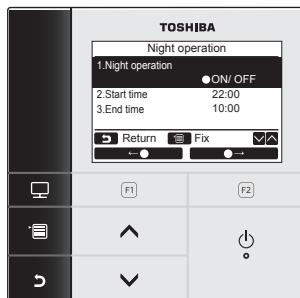 TOSHIBA
Night operation
1.Night operation
●ON/ OFF
2.Start time 22:00
3.End time 10:00
Return Fix
←● ●→
F1 F2